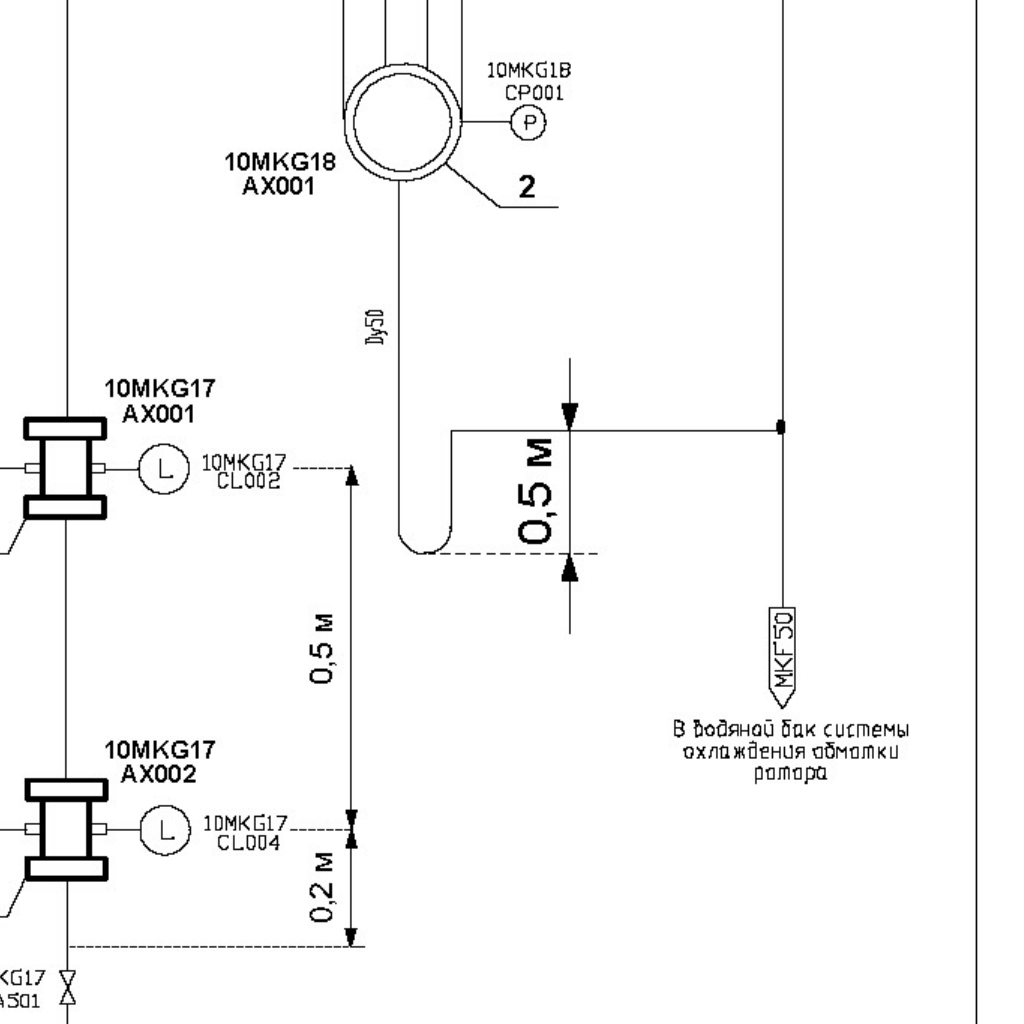 10MKG1B
CP001
P
10MKG18
AX001
2
Dy50
10MKG17
AX001
L
10MKG17
CL002
0,5 м
0,5 м
MKF50
В водяной бак системы
охлаждения обмотки
ротора
10MKG17
AX002
L
10MKG17
CL004
0,2 м
KG17
A501